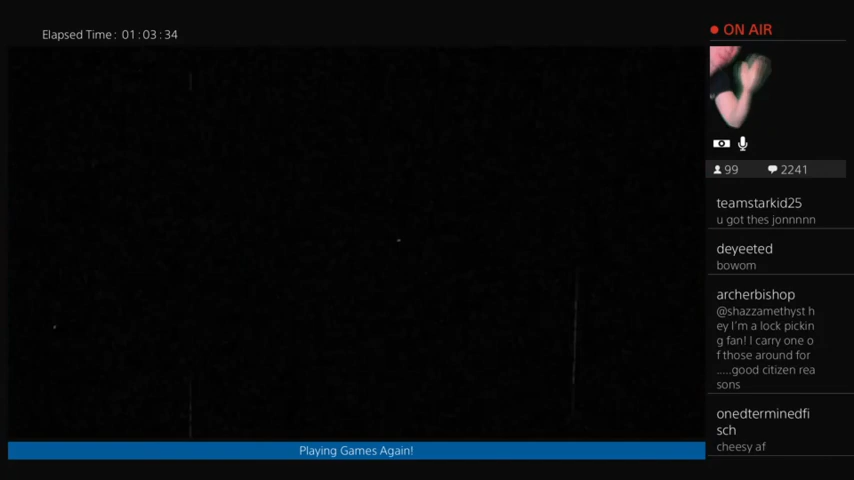 Elapsed Time: 01:03:34
ON AIR
99 2241
teamstarkid25
u got thes jonnnnn
deyeeted
bowom
archerbishop
@shazzamethyst h
ey I'm a lock pickin
g fan! I carry one o
f those around for
.....good citizen rea
sons
onedterminedfi
sch
cheesy af
Playing Games Again!